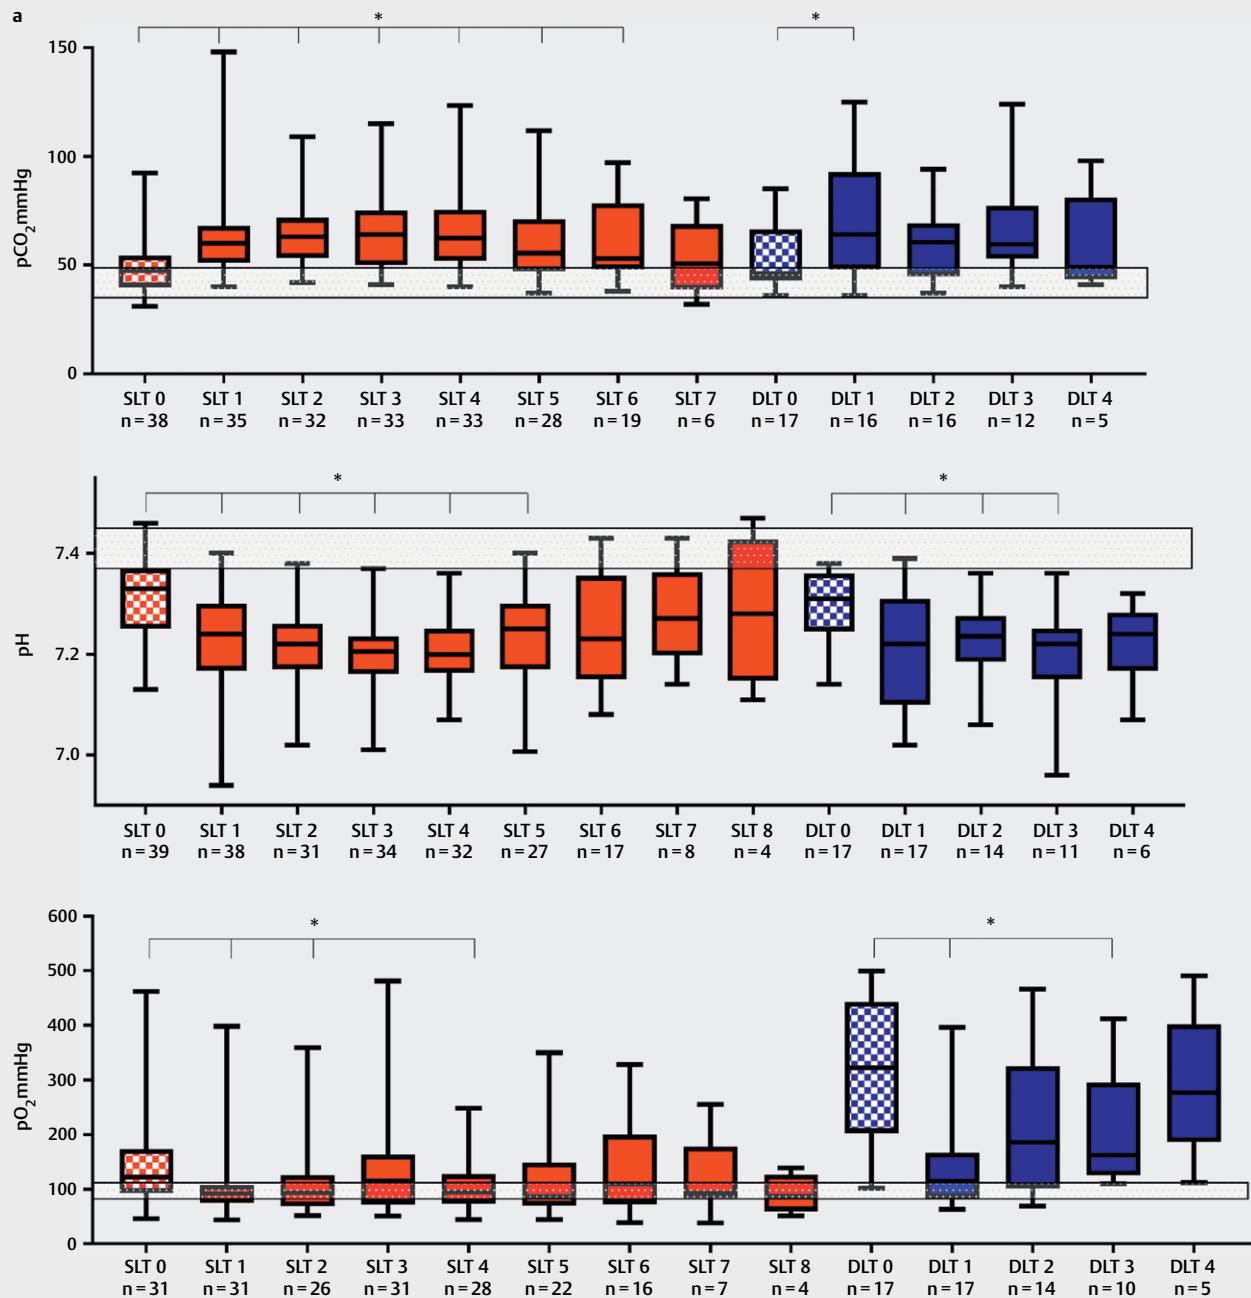 a
* *
150
100
50
0
pCO2mmHg
SLT 0 SLT 1 SLT 2 SLT 3 SLT 4 SLT 5 SLT 6 SLT 7 DLT 0 DLT 1 DLT 2 DLT 3 DLT 4
n=38 n=35 n=32 n=33 n=33 n=28 n=19 n=6 n=17 n=16 n=16 n=12 n=5
* *
7.4
7.2
7.0
pH
SLT 0 SLT 1 SLT 2 SLT 3 SLT 4 SLT 5 SLT 6 SLT 7 SLT 8 DLT 0 DLT 1 DLT 2 DLT 3 DLT 4
n=39 n=38 n=31 n=34 n=32 n=27 n=17 n=8 n=4 n=17 n=17 n=14 n=11 n=6
* *
600
500
400
300
200
100
0
pO2mmHg
SLT 0 SLT 1 SLT 2 SLT 3 SLT 4 SLT 5 SLT 6 SLT 7 SLT 8 DLT 0 DLT 1 DLT 2 DLT 3 DLT 4
n=31 n=31 n=26 n=31 n=28 n=22 n=16 n=7 n=4 n=17 n=17 n=14 n=10 n=5